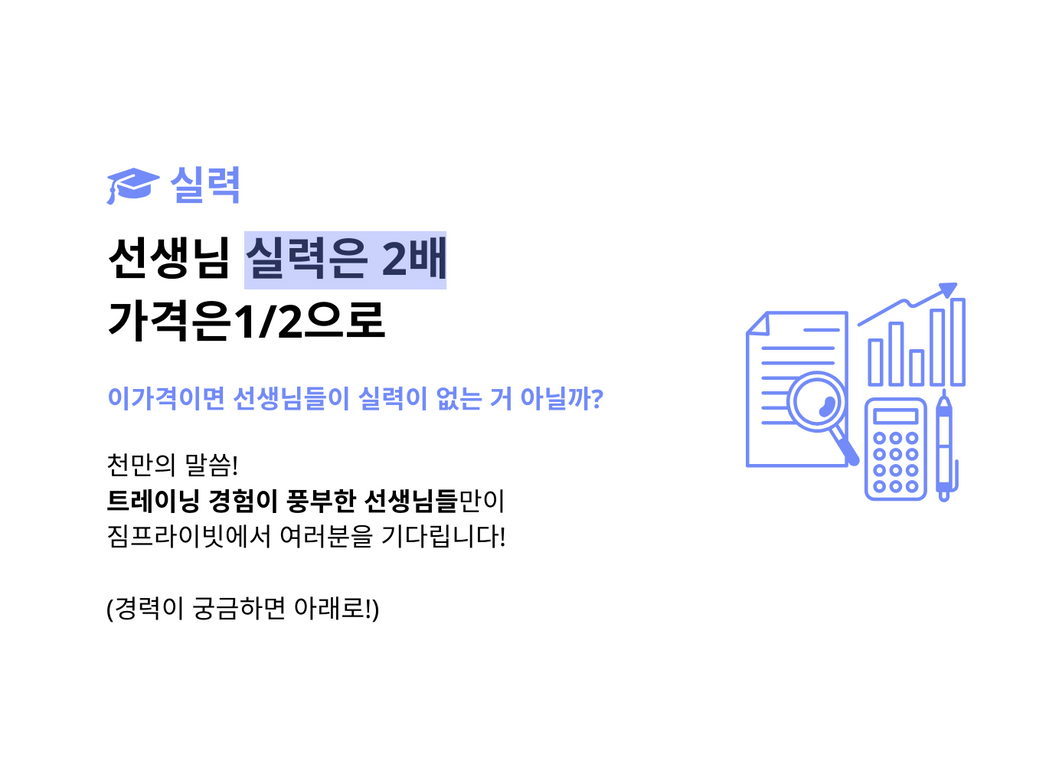 실력
선생님 실력은 2배
가격은1/2으로
이가격이면 선생님들이 실력이 없는 거 아닐까?
천만의 말씀!
트레이닝 경험이 풍부한 선생님들만이
짐프라이빗에서 여러분을 기다립니다!
(경력이 궁금하면 아래로!)